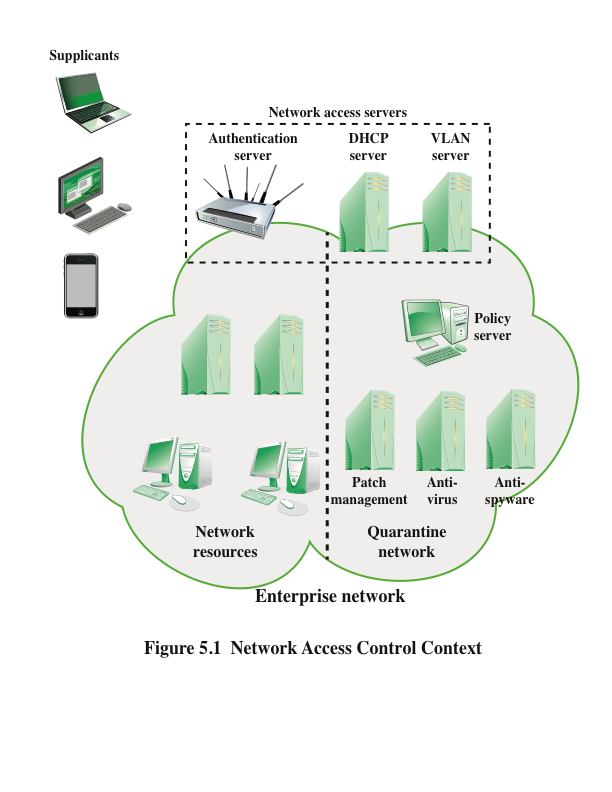 Supplicants
Network access servers
Authentication
server
DHCP
server
VLAN
server
Policy
server
Patch
management
Anti-
virus
Anti-
spyware
Network
resources
Quarantine
network
Enterprise network
Figure 5.1  Network Access Control Context